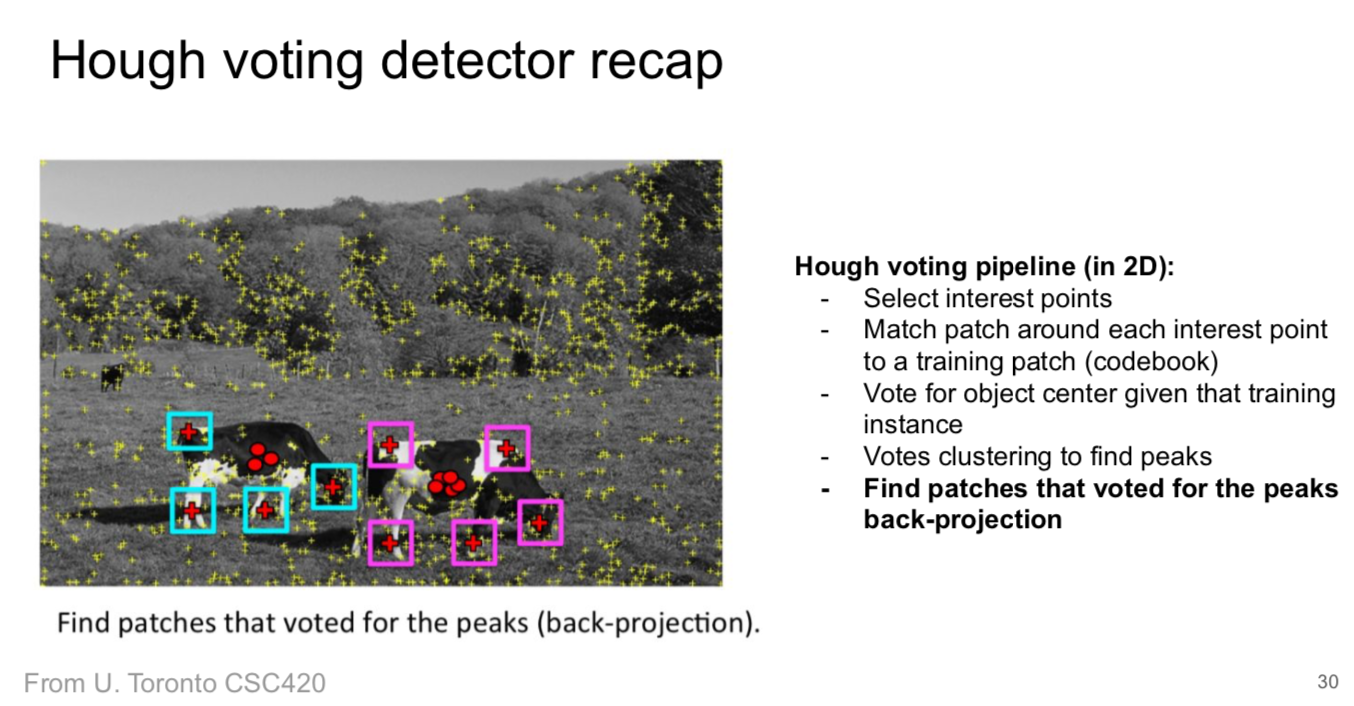 Hough voting detector recap
Hough voting pipeline (in 2D):
- Select interest points
- Match patch around each interest point
to a training patch (codebook)
- Vote for object center given that training
instance
- Votes clustering to find peaks
- Find patches that voted for the peaks
back-projection
Find patches that voted for the peaks (back-projection).
From U. Toronto CSC420
30